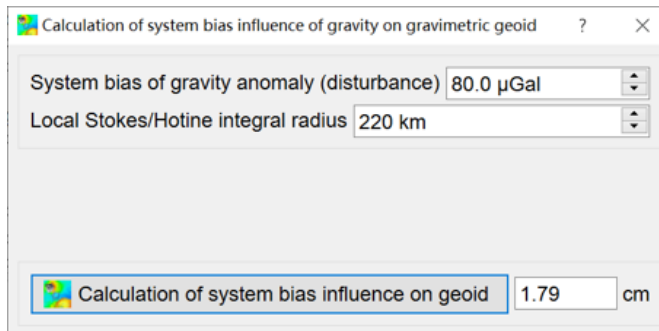 Calculation of system bias influence of gravity on gravimetric geoid ? ×
System bias of gravity anomaly (disturbance) 80.0 μGal
Local Stokes/Hotine integral radius 220 km
Calculation of system bias influence on geoid 1.79 cm